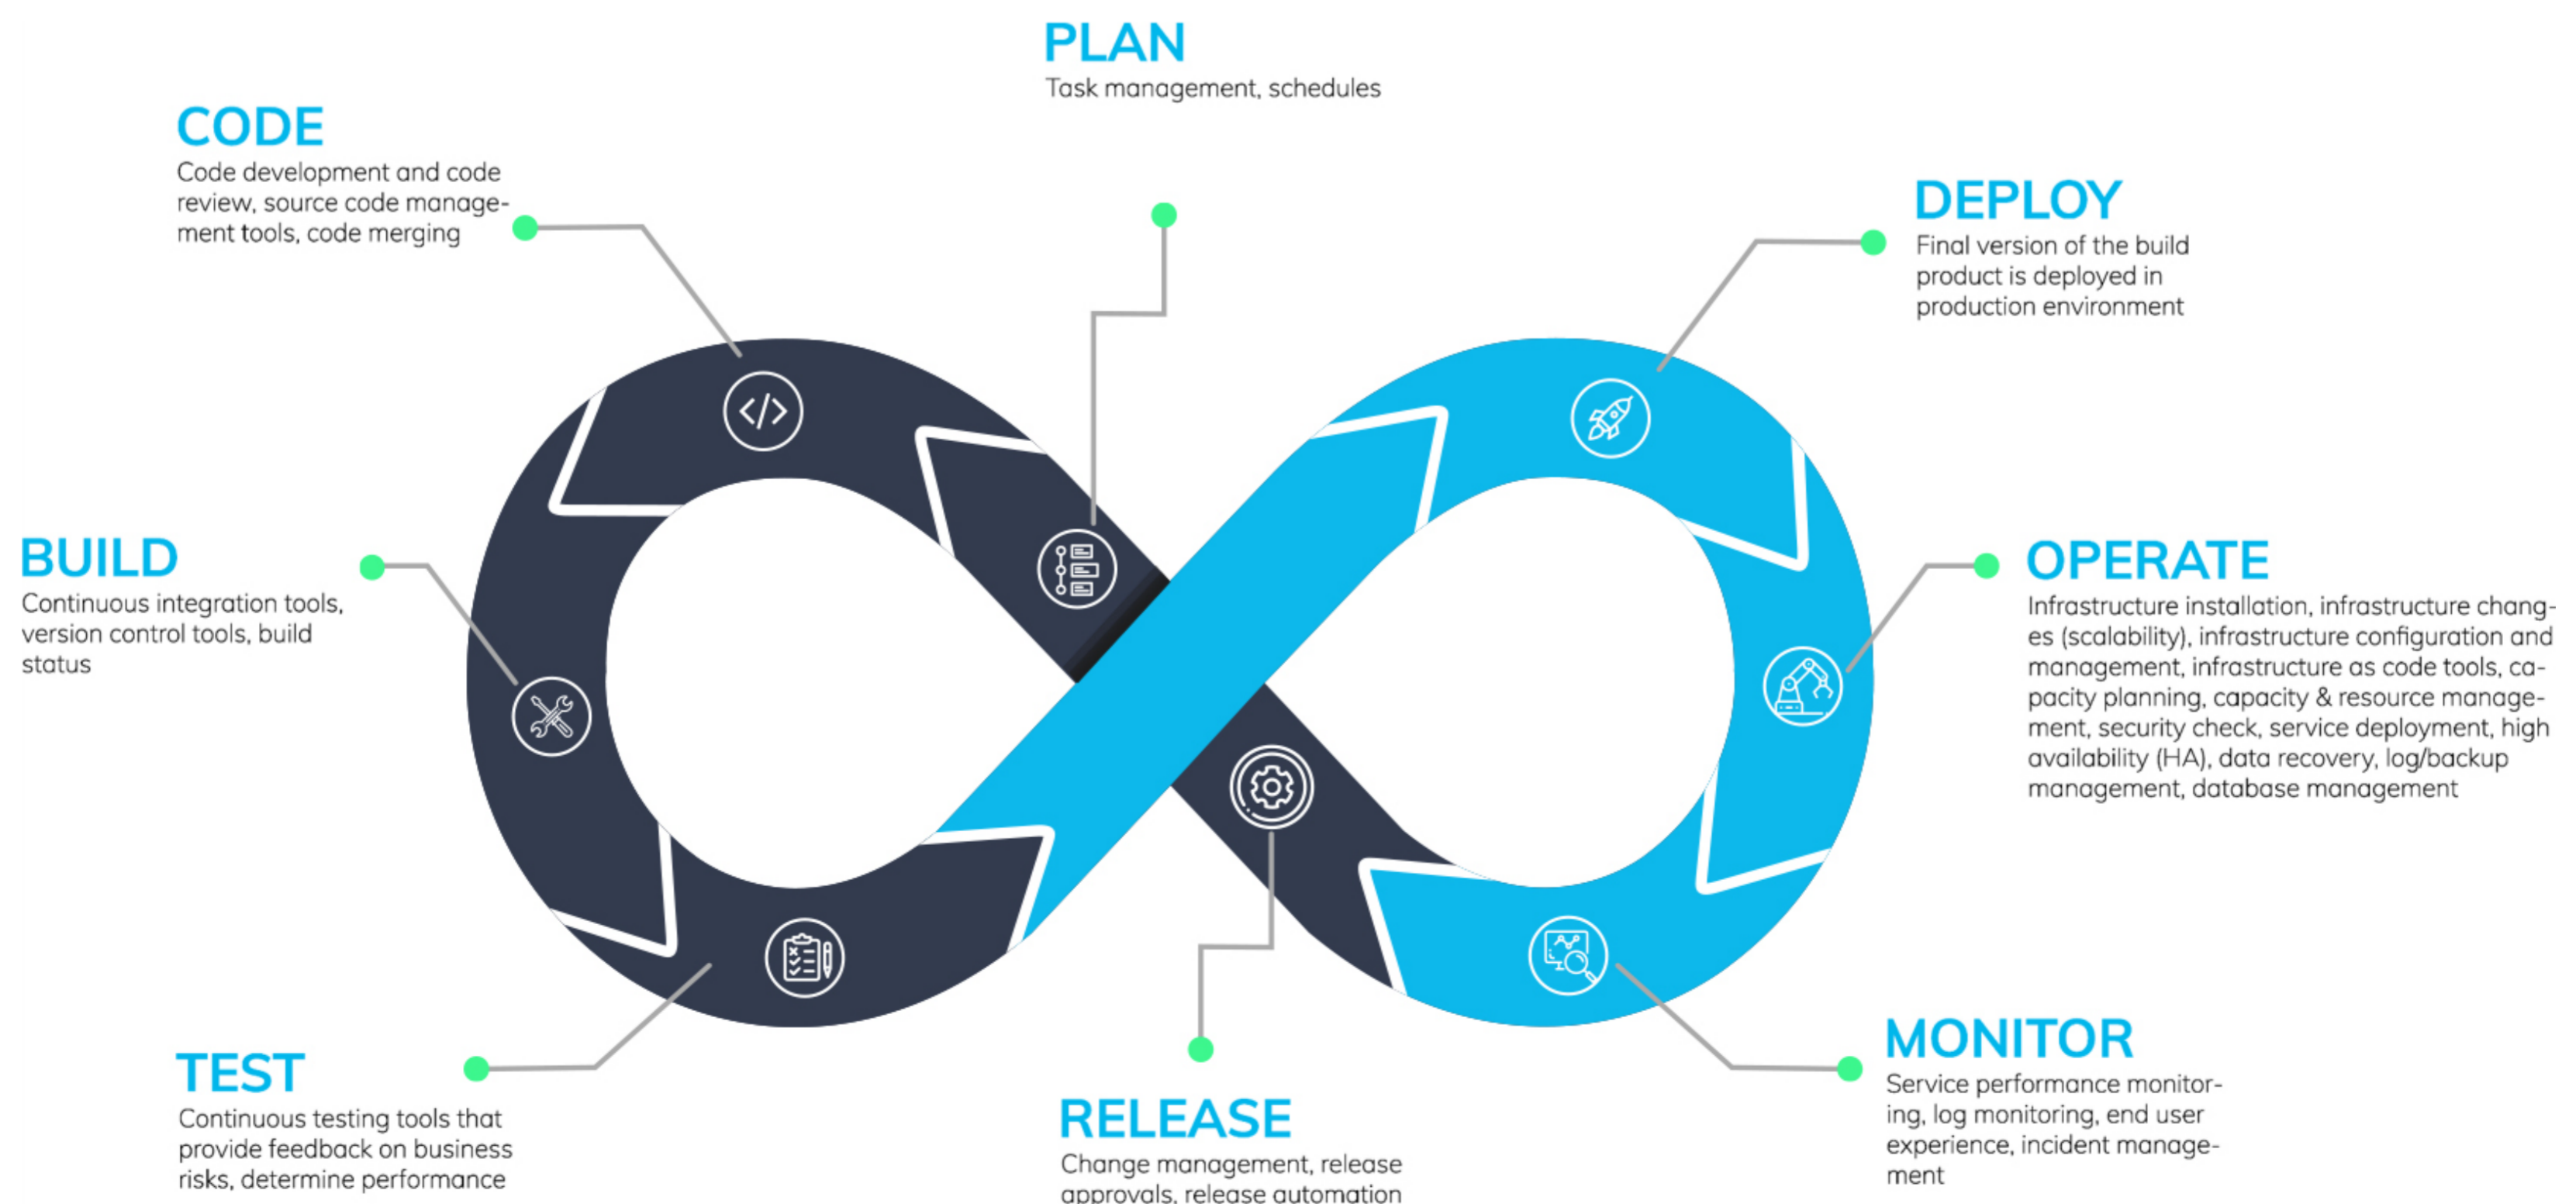 PLAN
Task management, schedules
CODE
Code development and code
review, source code manage-
ment tools, code merging
DEPLOY
Final version of the build
product is deployed in
production environment
BUILD
Continuous integration tools,
version control tools, build
status
OPERATE
Infrastructure installation, infrastructure chang-
es (scalability), infrastructure configuration and
management, infrastructure as code tools, ca-
pacity planning, capacity & resource manage-
ment, security check, service deployment, high
availability (HA), data recovery, log/backup
management, database management
TEST
Continuous testing tools that
provide feedback on business
risks, determine performance
RELEASE
Change management, release
approvals, release automation
MONITOR
Service performance monitor-
ing, log monitoring, end user
experience, incident manage-
ment